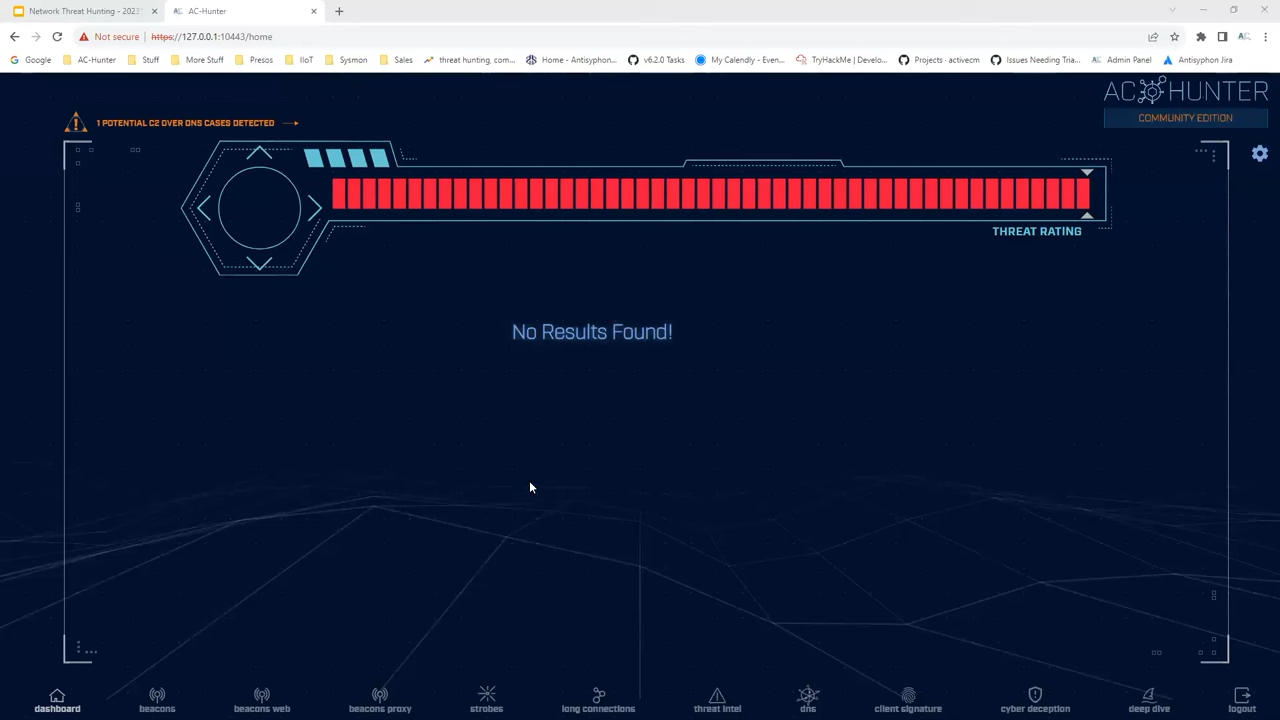 Network Threat Hunting - 2023
AC-Hunter
Not secure
https://127.0.0.1:10443/home
Google
AC-Hunter
Stuff
More Stuff
Presos
IIoT
Sysmon
Sales
threat hunting, com...
Home - Antisyphon...
v6.2.0 Tasks
My Calendly - Even...
TryHackMe | Develo...
Projects · activecm
Issues Needing Tria...
Admin Panel
Antisyphon Jira
AC HUNTER
COMMUNITY EDITION
1 POTENTIAL C2 OVER DNS CASES DETECTED
THREAT RATING
No Results Found!
dashboard
beacons
beacons web
beacons proxy
strobes
long connections
threat intel
dns
client signature
cyber deception
deep dive
logout